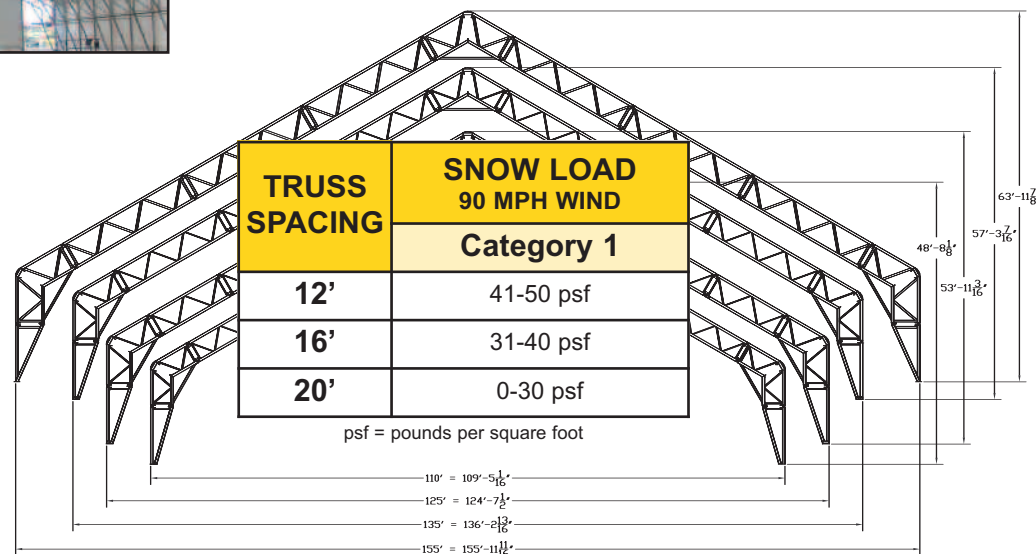 TRUSS
SPACING
SNOW LOAD
90 MPH WIND
Category 1
12’ 41-50 psf
16’ 31-40 psf
20’ 0-30 psf
psf = pounds per square foot
63'-11 7/8
57'-3 7/16"
48'-8 1/8"
53'-11 3/16"
110' = 109'-5 1/16"
125' = 124'-7 1/2"
135' = 136'-2 13/16"
155' = 155'-11 11/12"